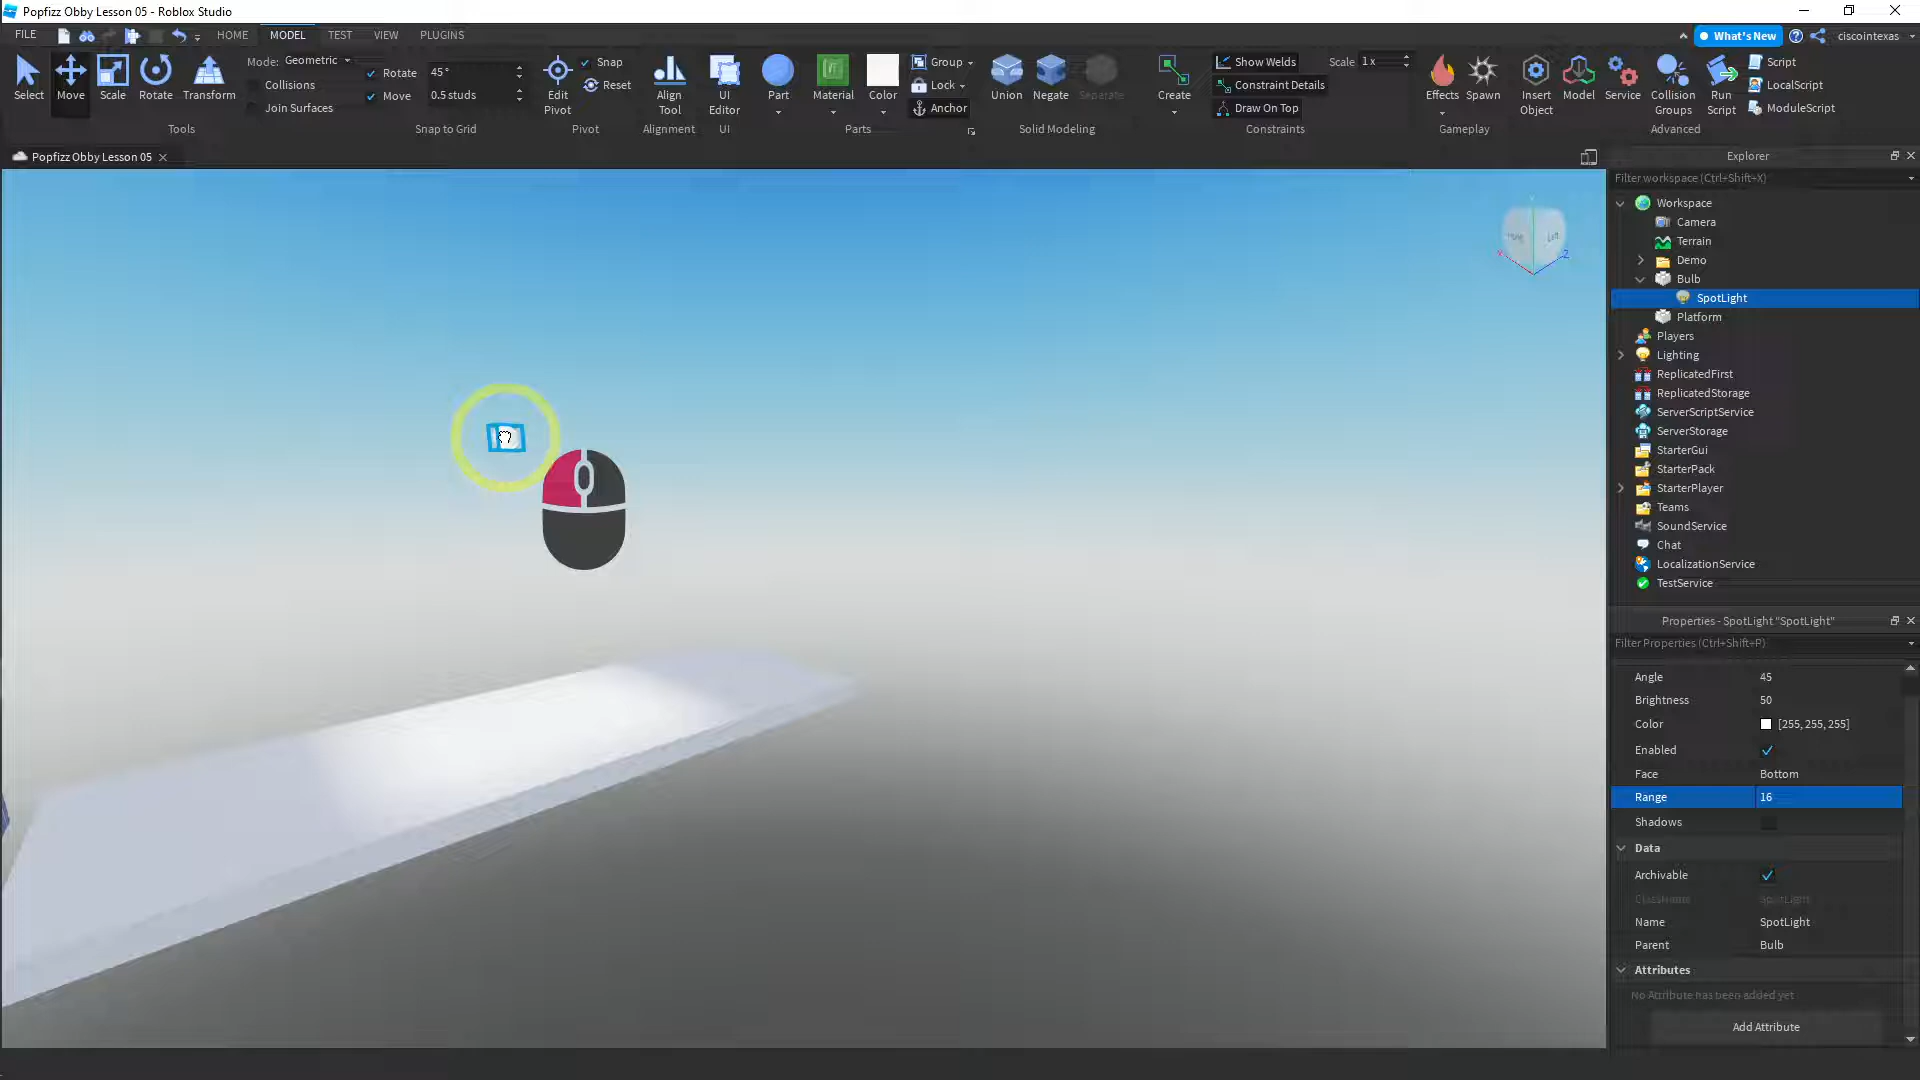 Popfizz Obby Lesson 05 - Roblox Studio
FILE
HOME
MODEL
TEST
VIEW
PLUGINS
What's New
ciscointexas
Select
Move
Scale
Rotate
Transform
Mode: Geometric
Collisions
Join Surfaces
Tools
Rotate 45°
Move 0.5 studs
Snap to Grid
Edit
Pivot
Snap
Reset
Pivot
Align
Tool
Alignment
UI
Editor
UI
Part
Material
Color
Group
Lock
Anchor
Parts
Union
Negate
Separate
Solid Modeling
Create
Show Welds
Constraint Details
Draw On Top
Scale 1 x
Constraints
Effects
Spawn
Gameplay
Insert
Object
Model
Service
Collision
Groups
Run
Script
Script
LocalScript
ModuleScript
Advanced
Popfizz Obby Lesson 05
Explorer
Filter workspace (Ctrl+Shift+X)
Workspace
Camera
Terrain
Demo
Bulb
SpotLight
Platform
Players
Lighting
ReplicatedFirst
ReplicatedStorage
ServerScriptService
ServerStorage
StarterGui
StarterPack
StarterPlayer
Teams
SoundService
Chat
LocalizationService
TestService
Properties - SpotLight "SpotLight"
Filter Properties (Ctrl+Shift+P)
Angle 45
Brightness 50
Color [255, 255, 255]
Enabled
Face Bottom
Range 16
Shadows
Data
Archivable
ClassName SpotLight
Name SpotLight
Parent Bulb
Attributes
No Attribute has been added yet
Add Attribute